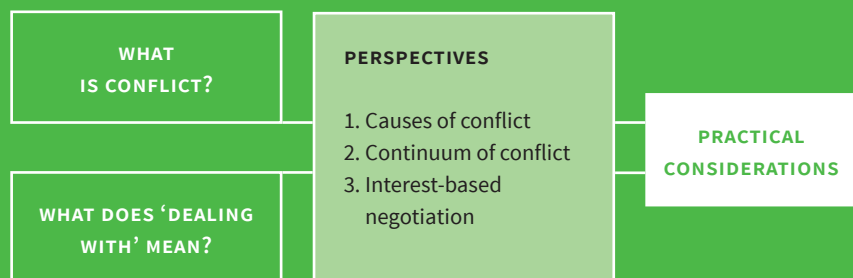 WHAT
IS CONFLICT?
WHAT DOES ‘DEALING
WITH’ MEAN?
PERSPECTIVES
1. Causes of conflict
2. Continuum of conflict
3. Interest-based
negotiation
PRACTICAL
CONSIDERATIONS